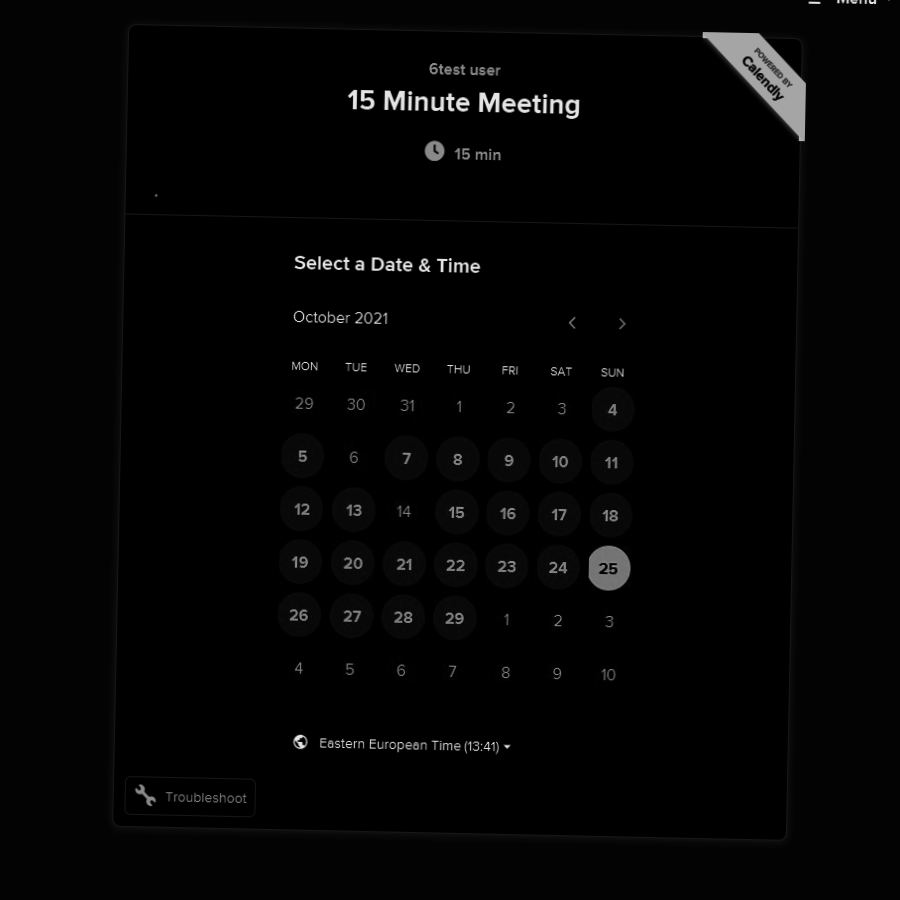 Menu
POWERED BY
Calendly
6test user
15 Minute Meeting
15 min
Select a Date & Time
October 2021
MON TUE WED THU FRI SAT SUN
29 30 31 1 2 3 4
5 6 7 8 9 10 11
12 13 14 15 16 17 18
19 20 21 22 23 24 25
26 27 28 29 1 2 3
4 5 6 7 8 9 10
Eastern European Time (13:41)
Troubleshoot